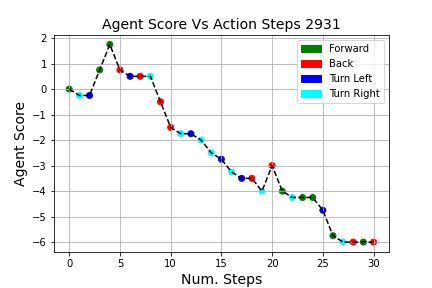 Agent Score Vs Action Steps 2931
Forward
Back
Turn Left
Turn Right
2
1
0
−1
−2
−3
−4
−5
−6
Agent Score
0 5 10 15 20 25 30
Num. Steps